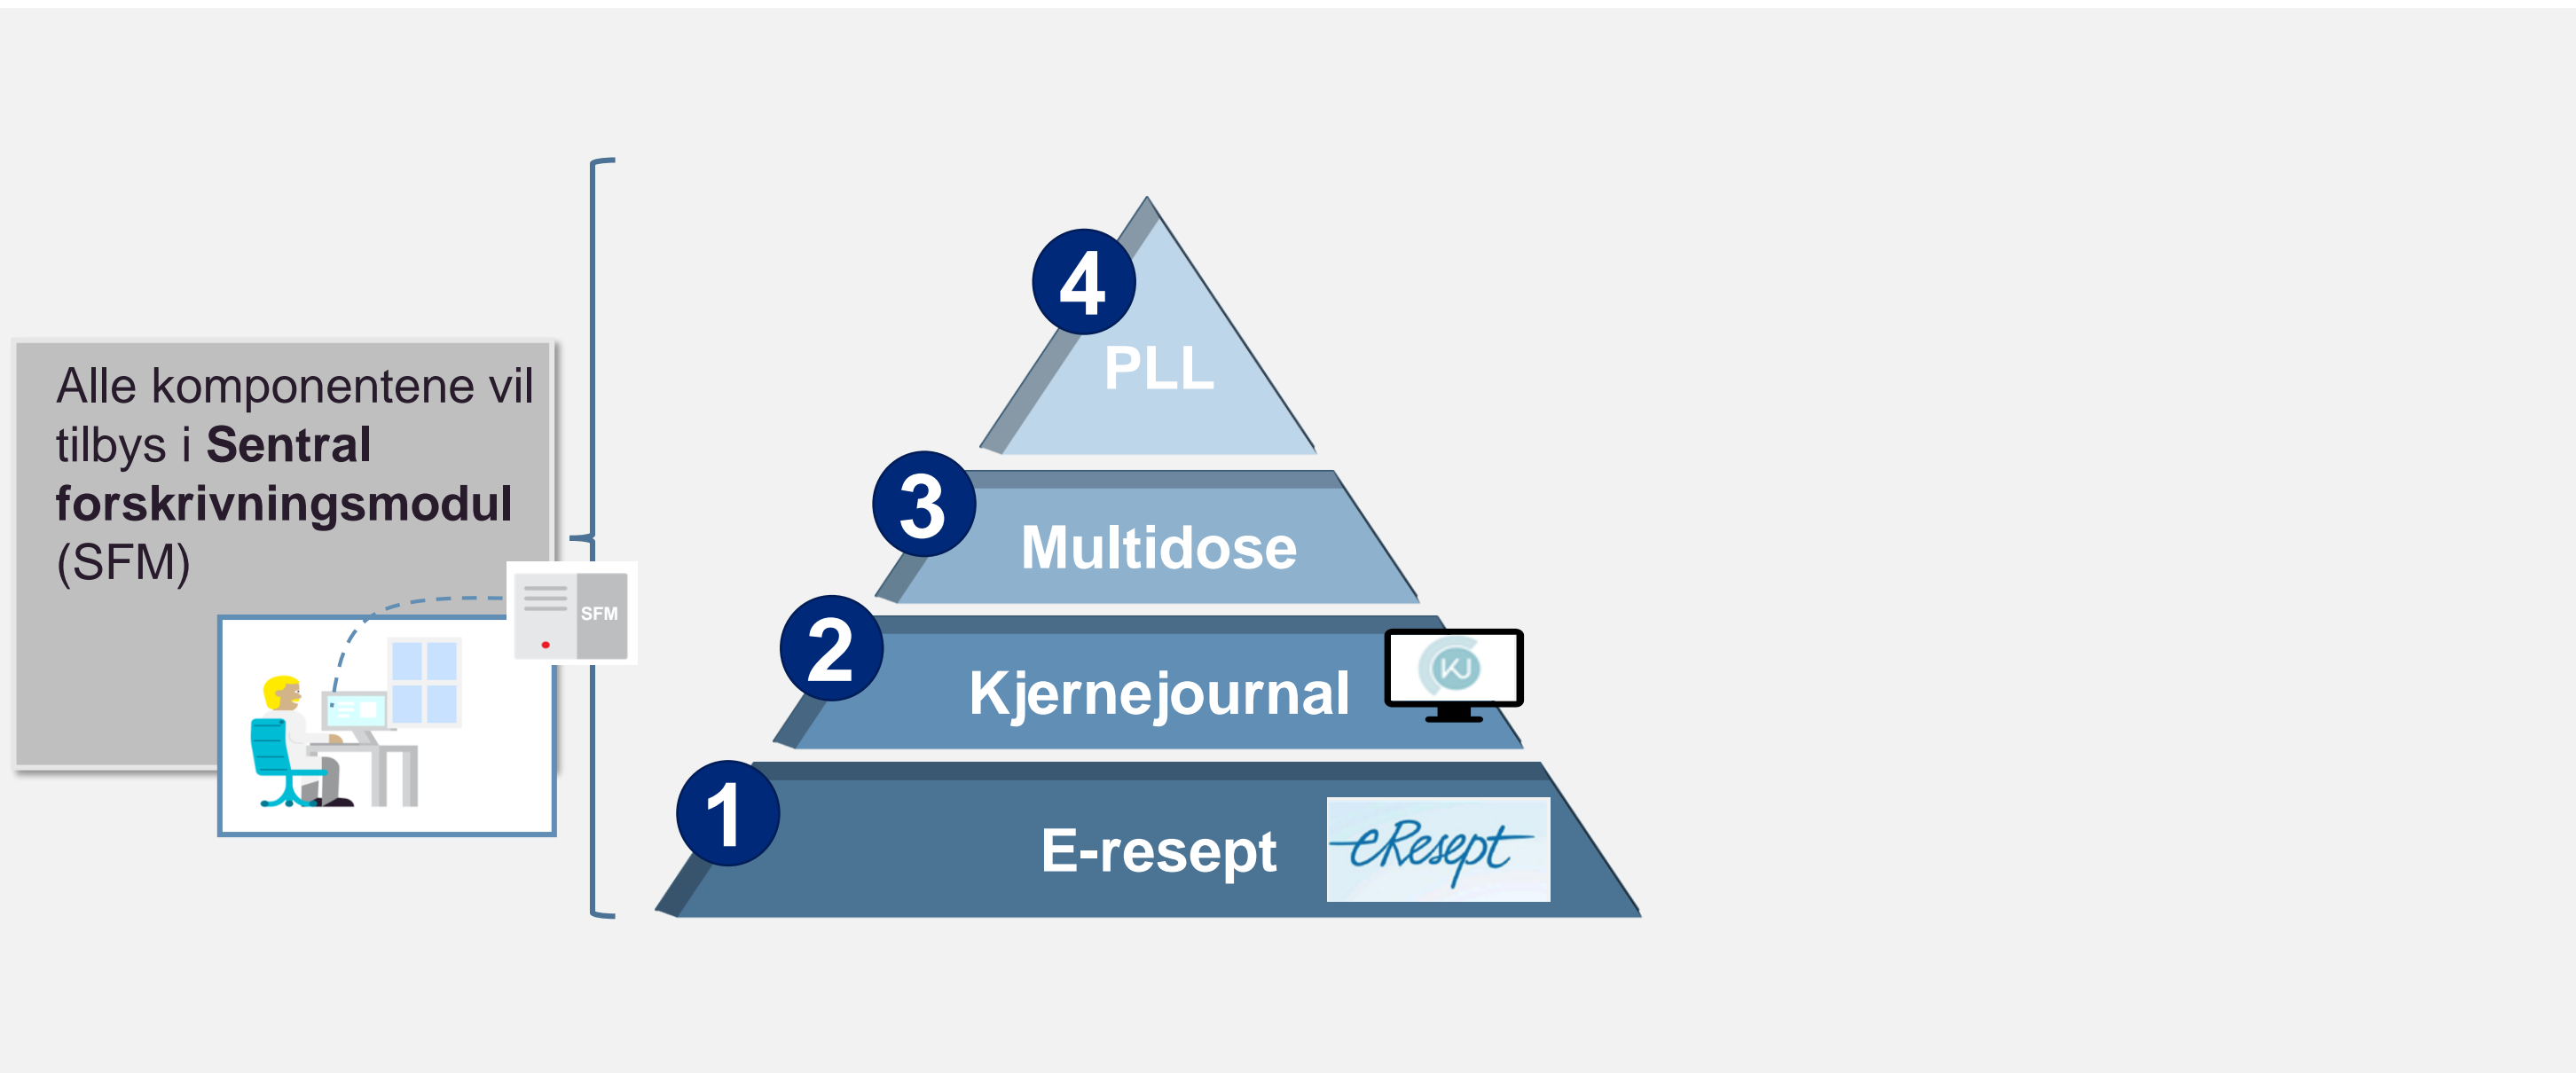 Alle komponentene vil
tilbys i Sentral
forskrivningsmodul
(SFM)
SFM
4
PLL
3
Multidose
2
Kjernejournal
KJ
1
E-resept
eResept